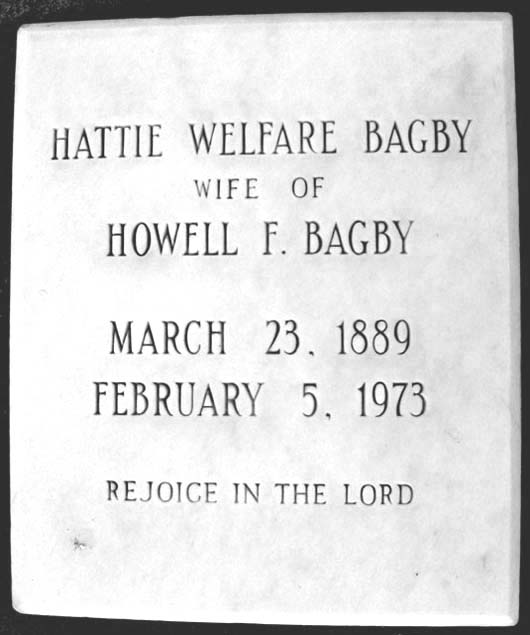 HATTIE WELFARE BAGBY
WIFE OF
HOWELL F. BAGBY
MARCH 23, 1889
FEBRUARY 5, 1973
REJOICE IN THE LORD